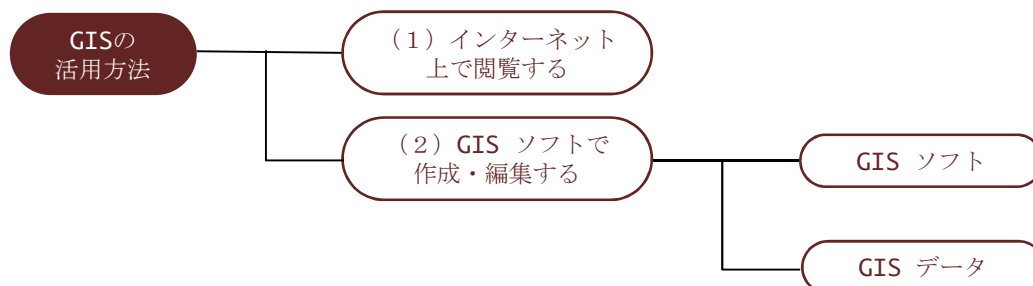 GISの
活用方法
（１）インターネット
上で閲覧する
（２）GIS ソフトで
作成・編集する
GIS ソフト
GIS データ